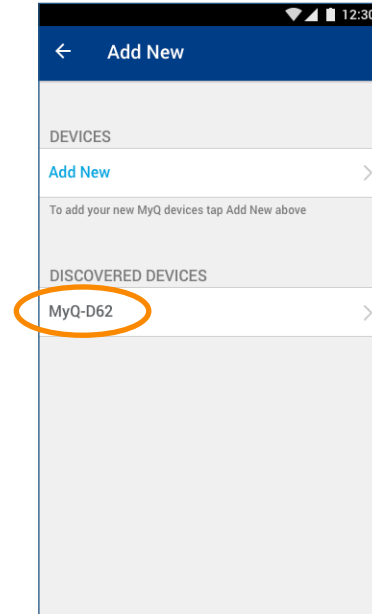 12:30
Add New
DEVICES
Add New
To add your new MyQ devices tap Add New above
DISCOVERED DEVICES
MyQ-D62